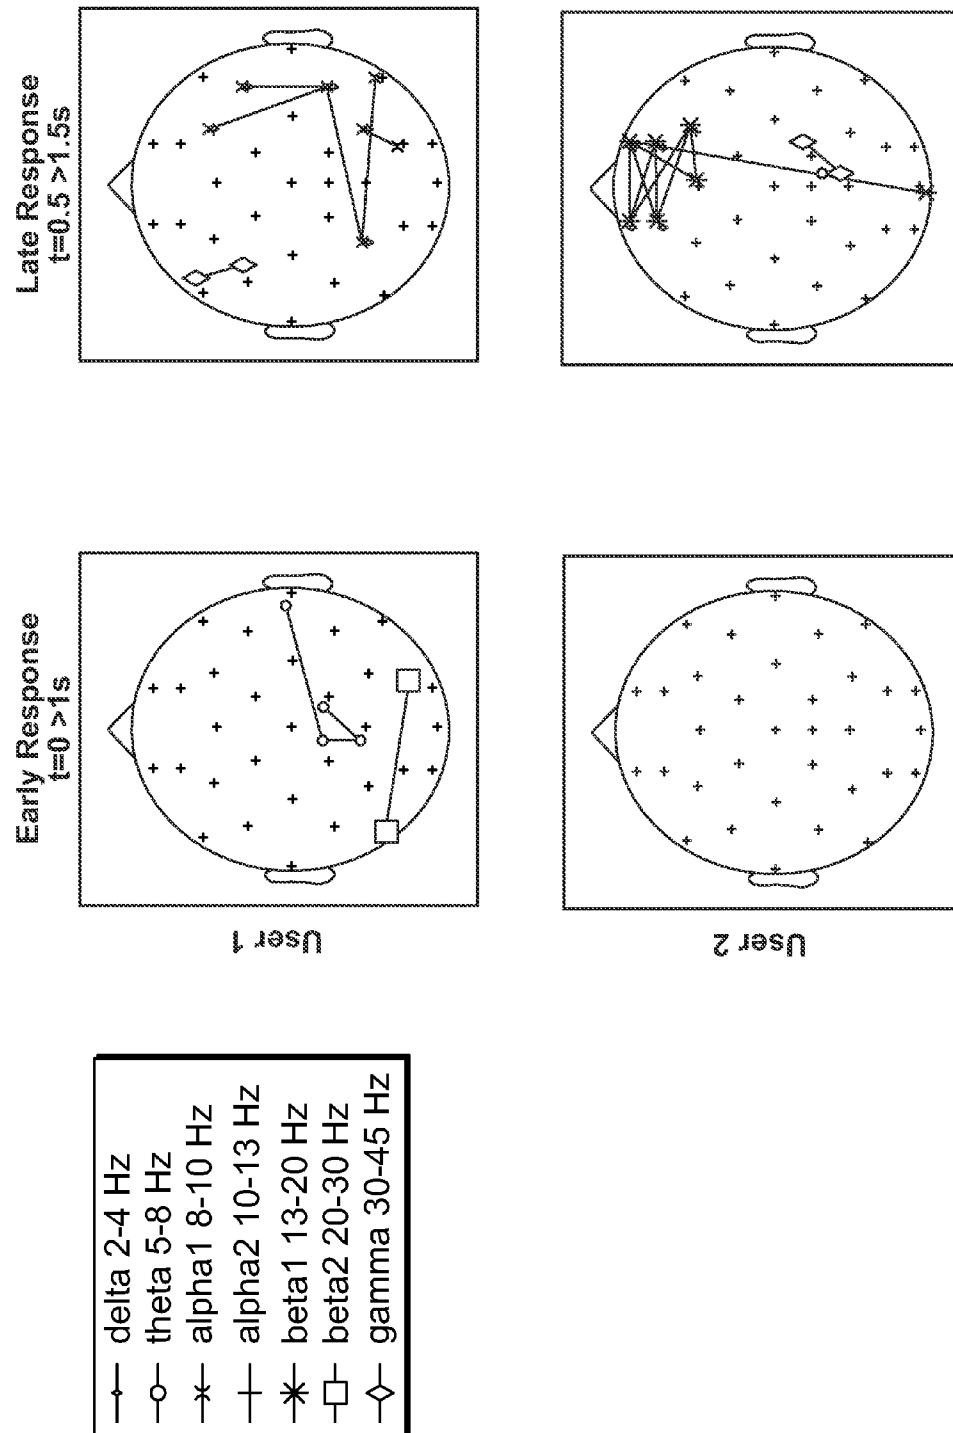 Early Response
t=0 >1s
Late Response
t=0.5 >1.5s
User 1
User 2
delta 2-4 Hz
theta 5-8 Hz
alpha1 8-10 Hz
alpha2 10-13 Hz
beta1 13-20 Hz
beta2 20-30 Hz
gamma 30-45 Hz